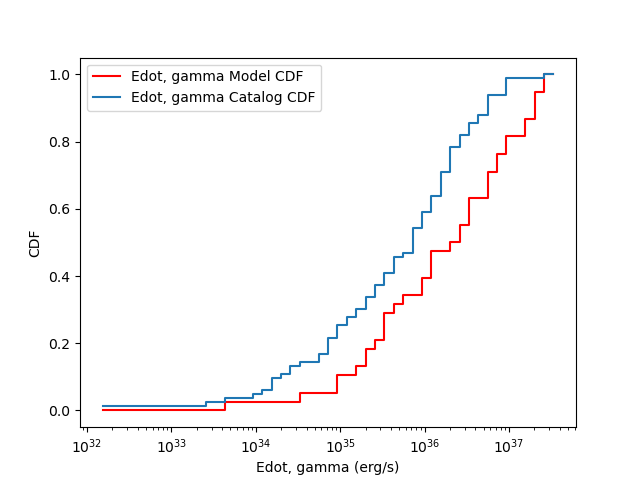 Edot, gamma Model CDF
Edot, gamma Catalog CDF
1.0
0.8
0.6
0.4
0.2
0.0
CDF
10³² 10³³ 10³⁴ 10³⁵ 10³⁶ 10³⁷
Edot, gamma (erg/s)